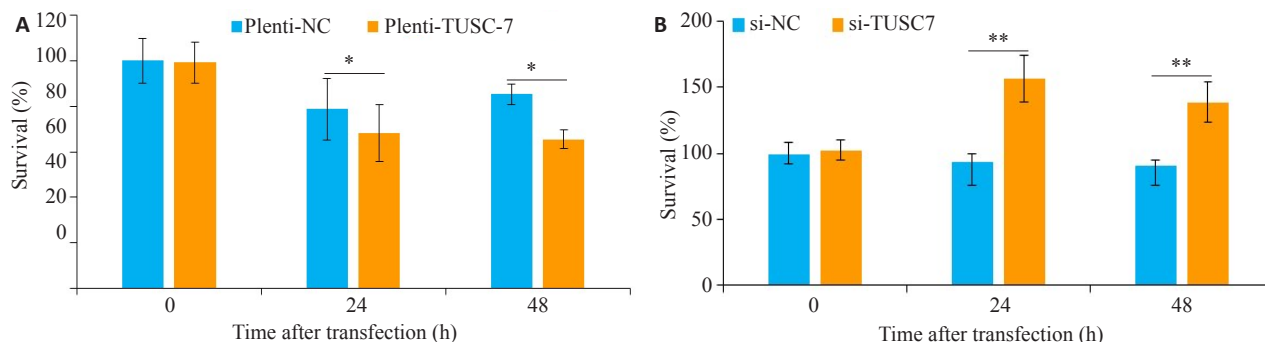 A
Plenti-NC Plenti-TUSC-7
120
100
80
60
40
20
0
Survival (%)
*
*
0 24 48
Time after transfection (h)
B
si-NC si-TUSC7
200
150
100
50
0
Survival (%)
**
**
0 24 48
Time after transfection (h)